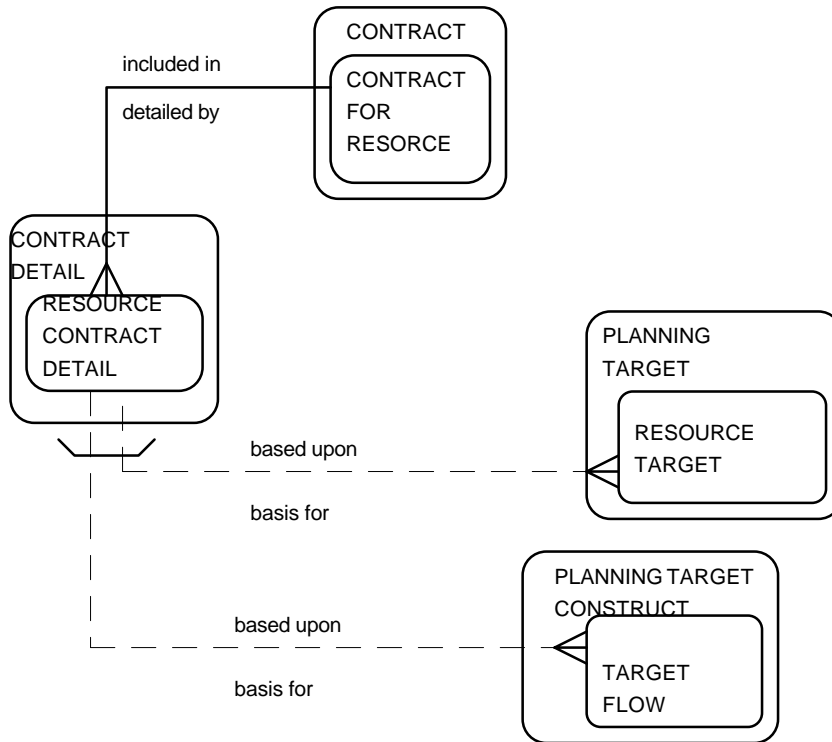 CONTRACT
included in
CONTRACT
FOR
RESORCE
detailed by
CONTRACT
DETAIL
RESOURCE
CONTRACT
DETAIL
PLANNING
TARGET
RESOURCE
TARGET
based upon
basis for
PLANNING TARGET
CONSTRUCT
TARGET
FLOW
based upon
basis for